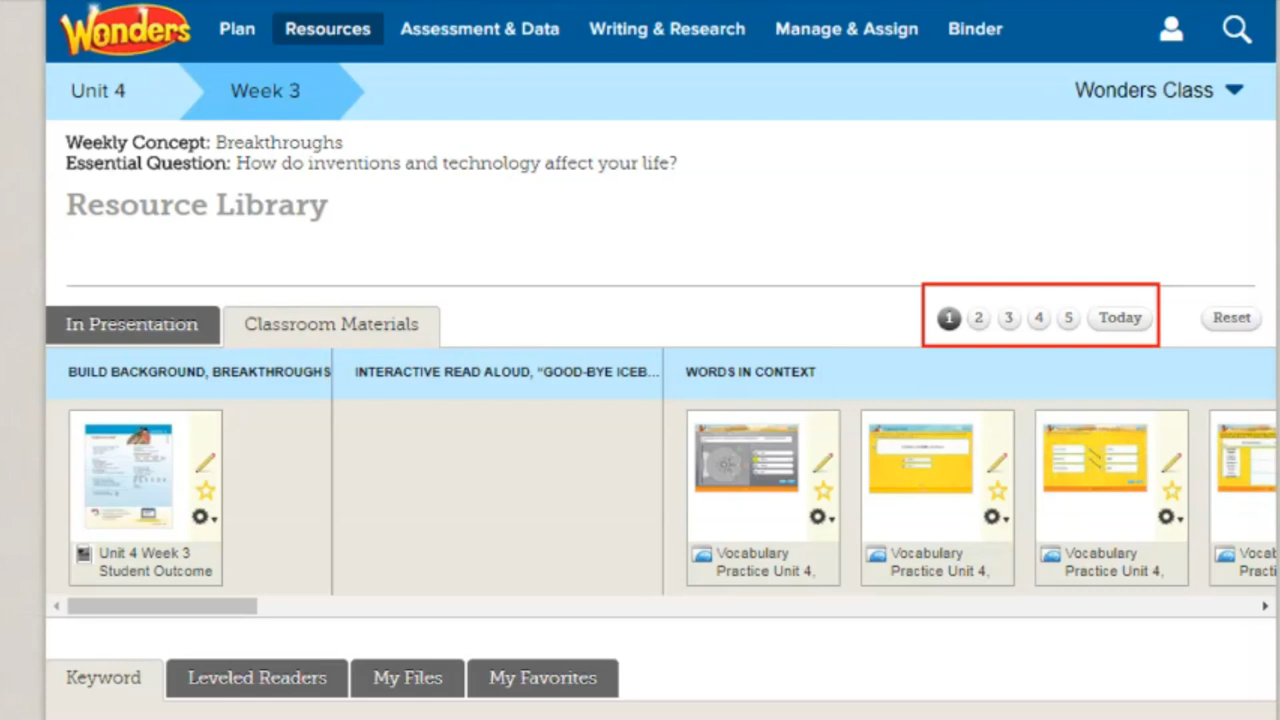 Wonders
Plan
Resources
Assessment & Data
Writing & Research
Manage & Assign
Binder
Unit 4
Week 3
Wonders Class
Weekly Concept: Breakthroughs
Essential Question: How do inventions and technology affect your life?
Resource Library
In Presentation
Classroom Materials
1 2 3 4 5 Today
Reset
BUILD BACKGROUND, BREAKTHROUGHS
INTERACTIVE READ ALOUD, "GOOD-BYE ICEB...
WORDS IN CONTEXT
Unit 4 Week 3
Student Outcome
Vocabulary
Practice Unit 4,
Vocabulary
Practice Unit 4,
Vocabulary
Practice Unit 4,
Vocab
Practi
Keyword
Leveled Readers
My Files
My Favorites